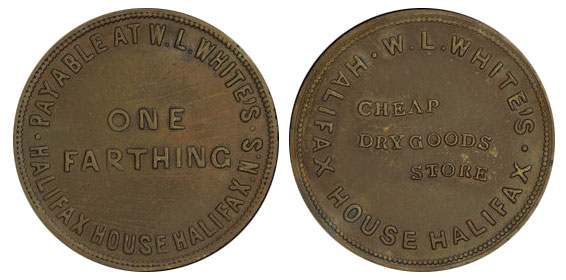 · PAYABLE AT W.L.WHITE'S ·
HALIFAX HOUSE HALIFAX N.S.
ONE
FARTHING
· W.L.WHITE'S ·
HALIFAX HOUSE HALIFAX
CHEAP
DRY GOODS
STORE